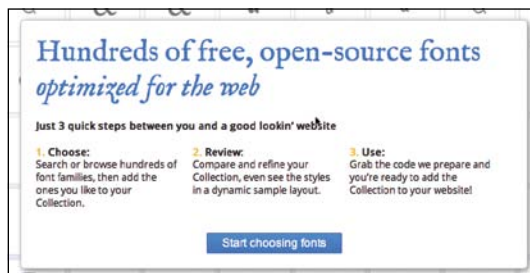 Hundreds of free, open-source fonts
optimized for the web
Just 3 quick steps between you and a good lookin' website
1. Choose:
Search or browse hundreds of
font families, then add the
ones you like to your
Collection.
2. Review:
Compare and refine your
Collection, even see the styles
in a dynamic sample layout.
3. Use:
Grab the code we prepare and
you're ready to add the
Collection to your website!
Start choosing fonts